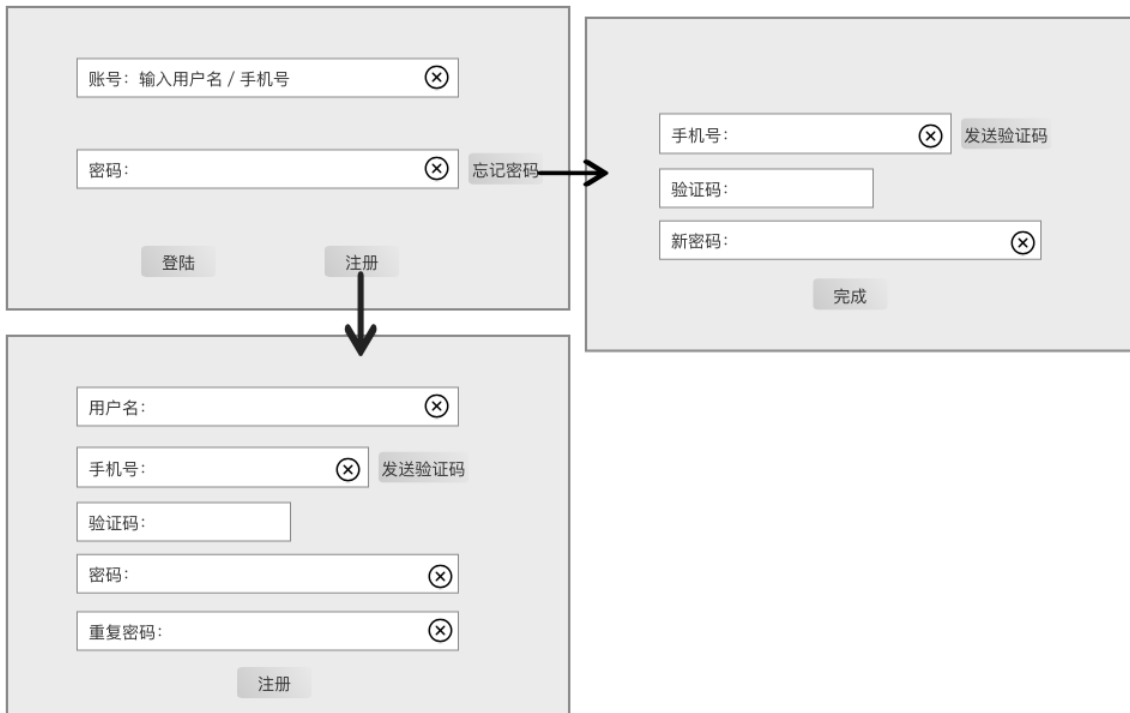 账号：输入用户名 / 手机号
密码：
忘记密码
登陆
注册
手机号：
发送验证码
验证码：
新密码：
完成
用户名：
手机号：
发送验证码
验证码：
密码：
重复密码：
注册